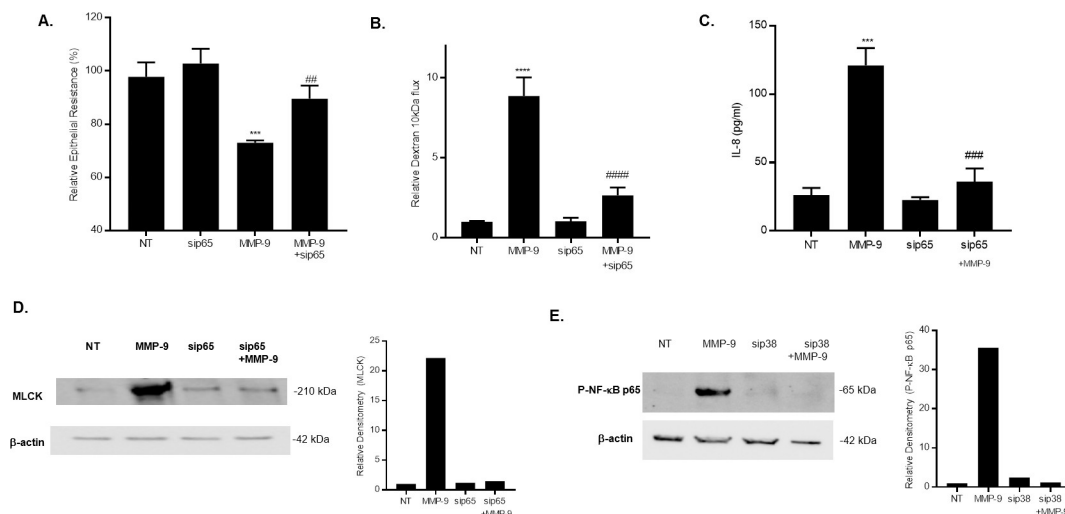 A.
Relative Epithelial Resistance (%)
120
100
80
60
40
***
##
NT
sip65
MMP-9
MMP-9
+sip65
B.
Relative Dextran 10kDa flux
10
5
0
****
####
NT
MMP-9
sip65
MMP-9
+sip65
C.
IL-8 (pg/ml)
150
100
50
0
***
###
NT
MMP-9
sip65
sip65
+MMP-9
D.
NT
MMP-9
sip65
sip65
+MMP-9
MLCK
-210 kDa
β-actin
-42 kDa
Relative Densitometry (MLCK)
25
20
15
10
5
0
NT
MMP-9
sip65
sip65
+MMP-9
E.
NT
MMP-9
sip38
sip38
+MMP-9
P-NF-κB p65
-65 kDa
β-actin
-42 kDa
Relative Densitometry (P-NF-κB p65)
40
30
20
10
0
NT
MMP-9
sip38
sip38
+MMP-9